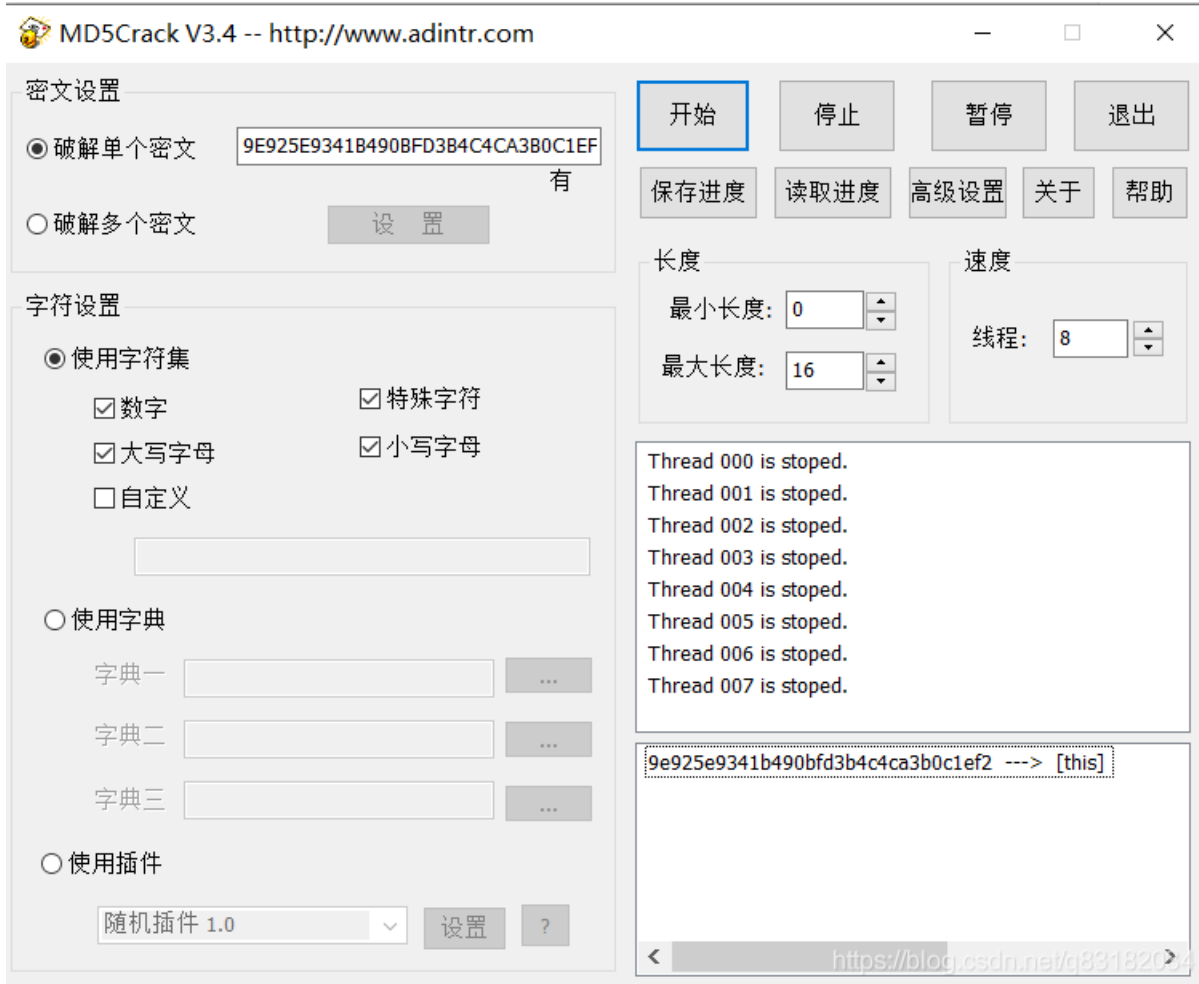 MD5Crack V3.4 -- http://www.adintr.com
密文设置
破解单个密文 9E925E9341B490BFD3B4C4CA3B0C1EF
有
破解多个密文 设 置
字符设置
使用字符集
数字 特殊字符
大写字母 小写字母
自定义
使用字典
字典一 ...
字典二 ...
字典三 ...
使用插件
随机插件 1.0 设置 ?
开始 停止 暂停 退出
保存进度 读取进度 高级设置 关于 帮助
长度
最小长度: 0
最大长度: 16
速度
线程: 8
Thread 000 is stoped.
Thread 001 is stoped.
Thread 002 is stoped.
Thread 003 is stoped.
Thread 004 is stoped.
Thread 005 is stoped.
Thread 006 is stoped.
Thread 007 is stoped.
9e925e9341b490bfd3b4c4ca3b0c1ef2 ---> [this]
https://blog.csdn.net/q83182034